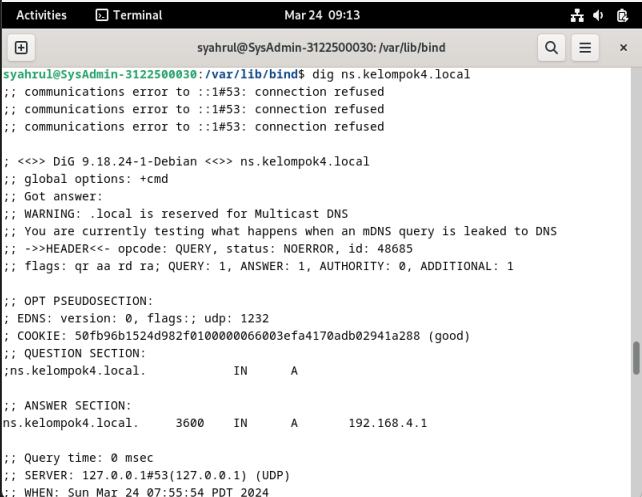 Activities Terminal Mar 24 09:13
syahrul@SysAdmin-3122500030: /var/lib/bind
syahrul@SysAdmin-3122500030:/var/lib/bind$ dig ns.kelompok4.local
;; communications error to ::1#53: connection refused
;; communications error to ::1#53: connection refused
;; communications error to ::1#53: connection refused
; <<>> DiG 9.18.24-1-Debian <<>> ns.kelompok4.local
;; global options: +cmd
;; Got answer:
;; WARNING: .local is reserved for Multicast DNS
;; You are currently testing what happens when an mDNS query is leaked to DNS
;; ->>HEADER<<- opcode: QUERY, status: NOERROR, id: 48685
;; flags: qr aa rd ra; QUERY: 1, ANSWER: 1, AUTHORITY: 0, ADDITIONAL: 1
;; OPT PSEUDOSECTION:
; EDNS: version: 0, flags:; udp: 1232
; COOKIE: 50fb96b1524d982f0100000066003efa4170adb02941a288 (good)
;; QUESTION SECTION:
;ns.kelompok4.local. IN A
;; ANSWER SECTION:
ns.kelompok4.local. 3600 IN A 192.168.4.1
;; Query time: 0 msec
;; SERVER: 127.0.0.1#53(127.0.0.1) (UDP)
;; WHEN: Sun Mar 24 07:55:54 PDT 2024